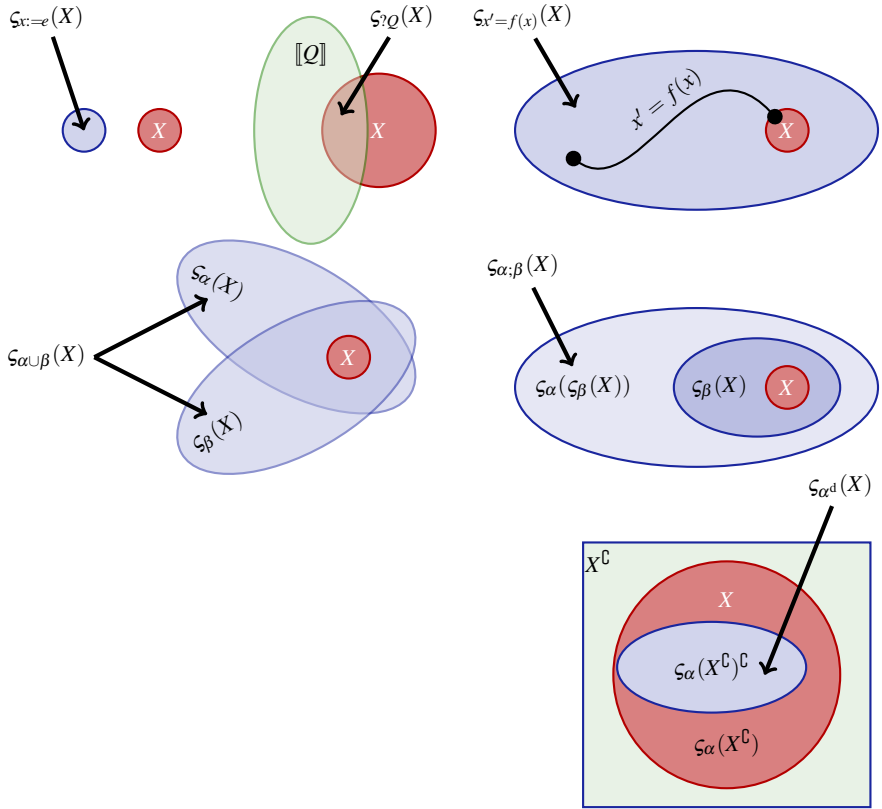 ς_{x:=e}(X)
X
⟦Q⟧
ς_{?Q}(X)
X
ς_{x′=f(x)}(X)
x′ = f(x)
X
ς_{α∪β}(X)
ς_α(X)
ς_β(X)
X
ς_{α;β}(X)
ς_α(ς_β(X))
ς_β(X)
X
ς_{α^d}(X)
X^∁
X
ς_α(X^∁)^∁
ς_α(X^∁)